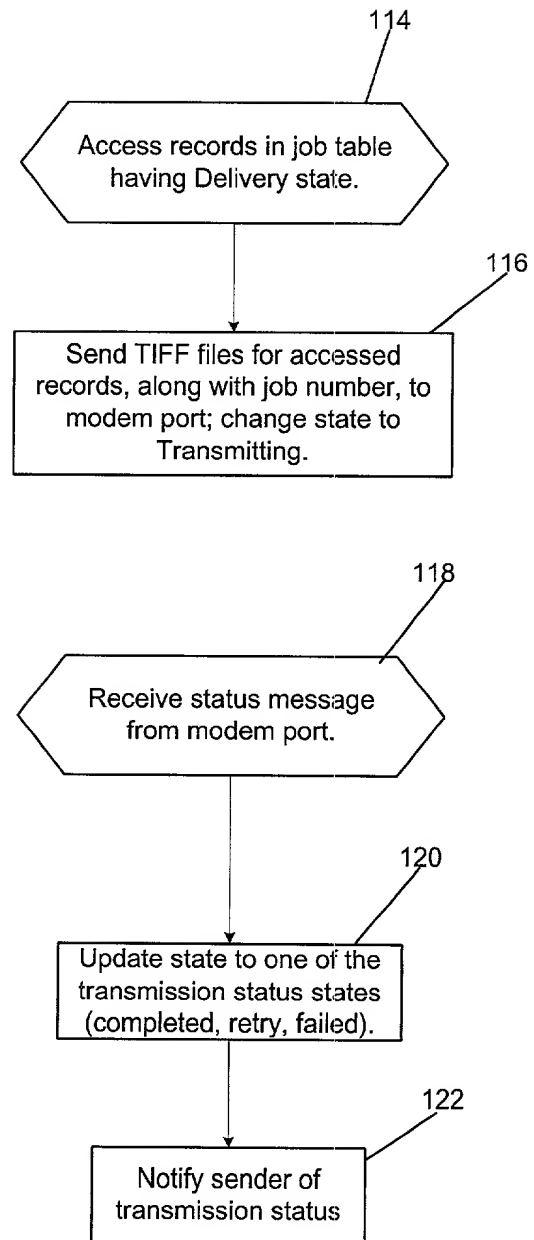 114
Access records in job table
having Delivery state.
116
Send TIFF files for accessed
records, along with job number, to
modem port; change state to
Transmitting.
118
Receive status message
from modem port.
120
Update state to one of the
transmission status states
(completed, retry, failed).
122
Notify sender of
transmission status